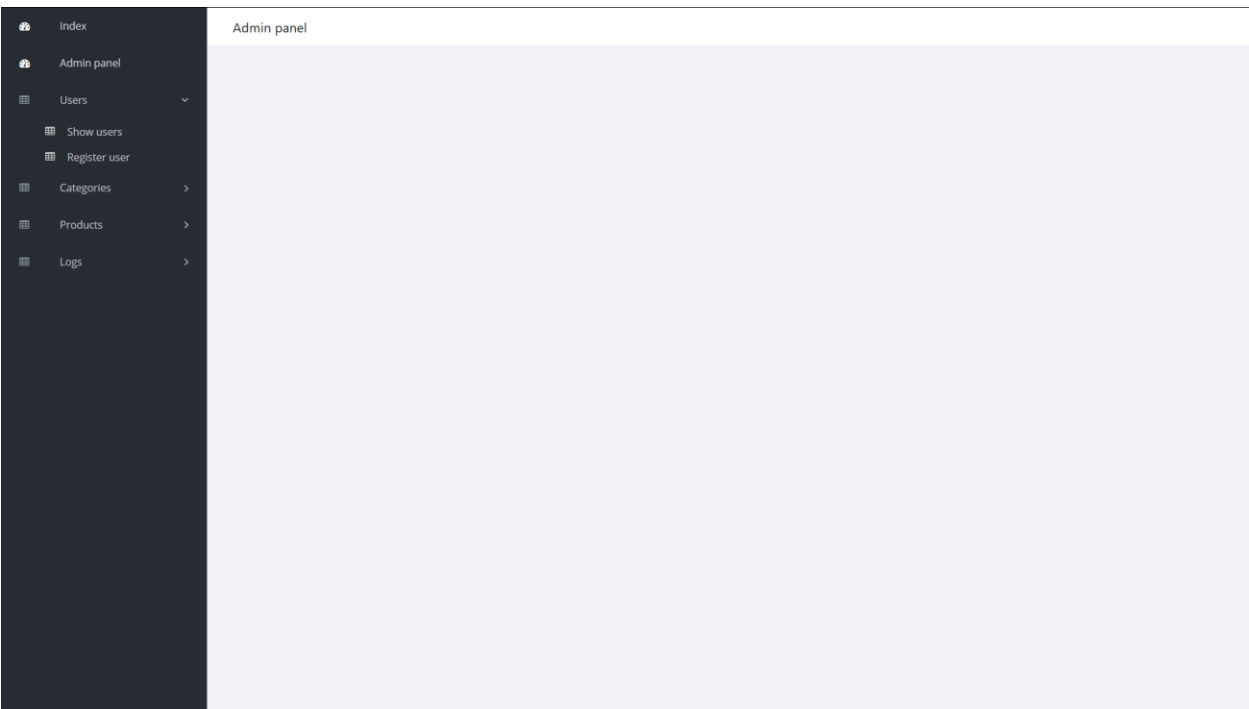 Index
Admin panel
Users
Show users
Register user
Categories
Products
Logs
Admin panel